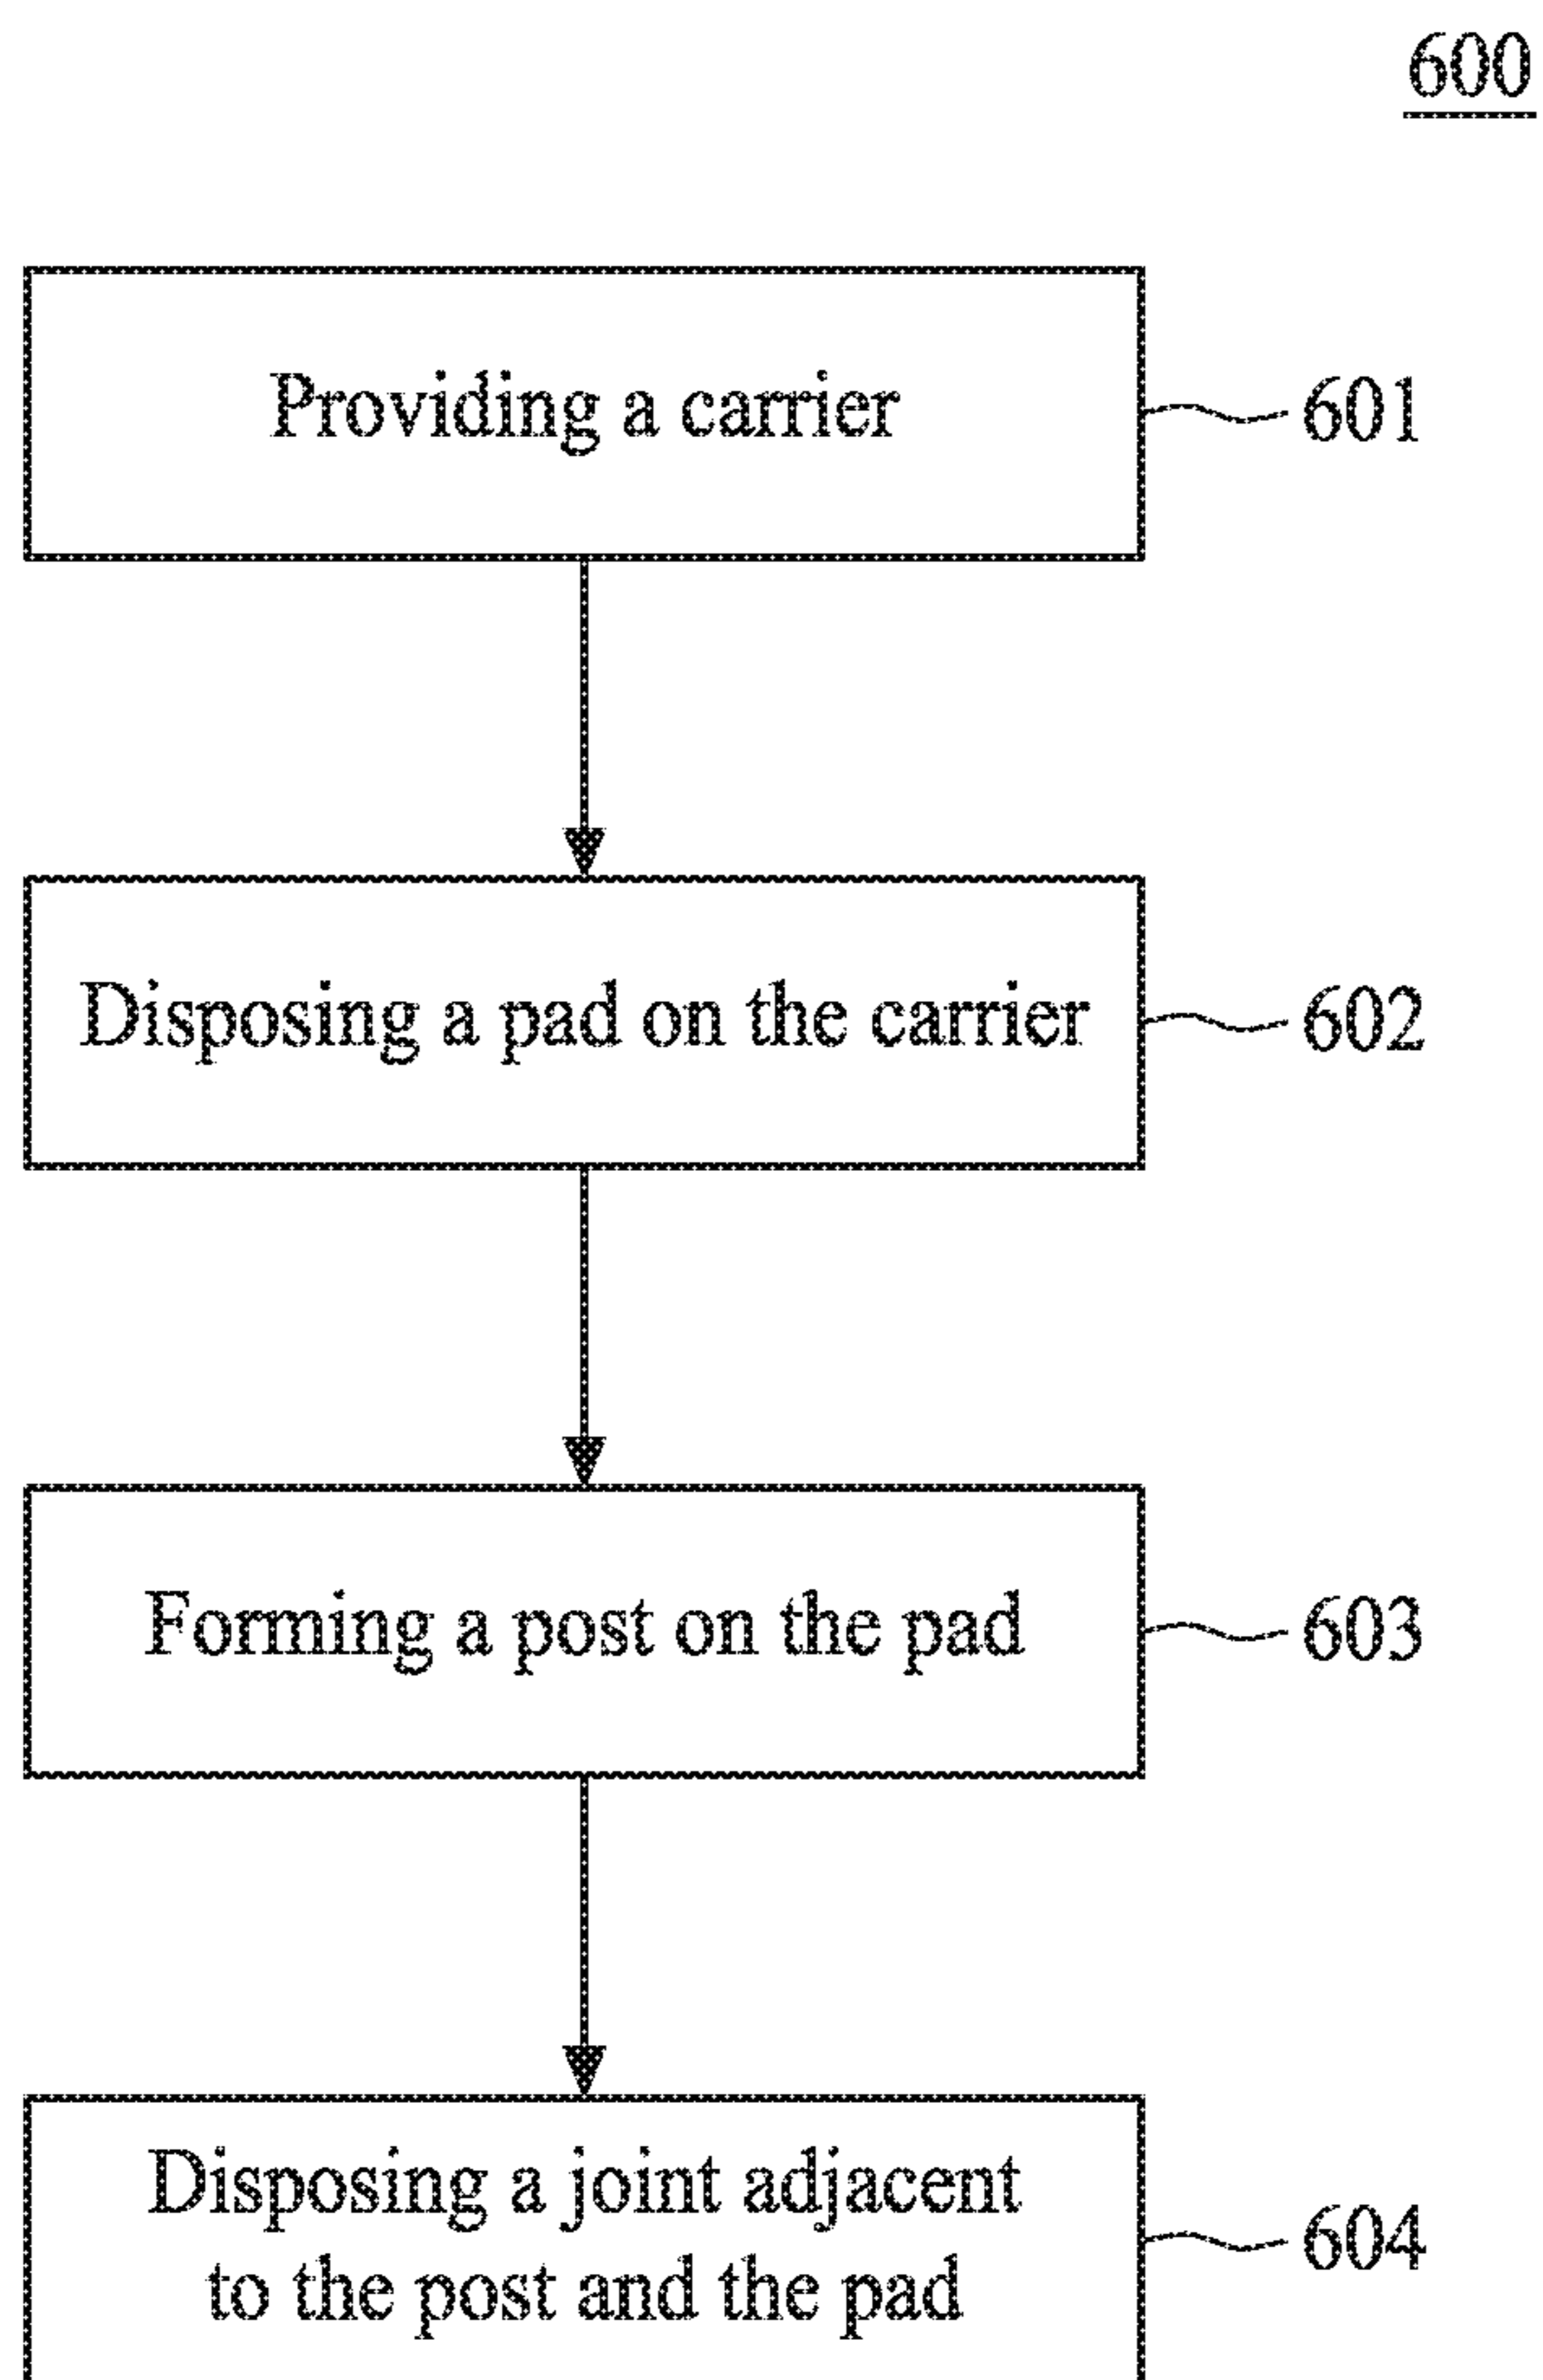 600
Providing a carrier
601
Disposing a pad on the carrier
602
Forming a post on the pad
603
Disposing a joint adjacent
to the post and the pad
604